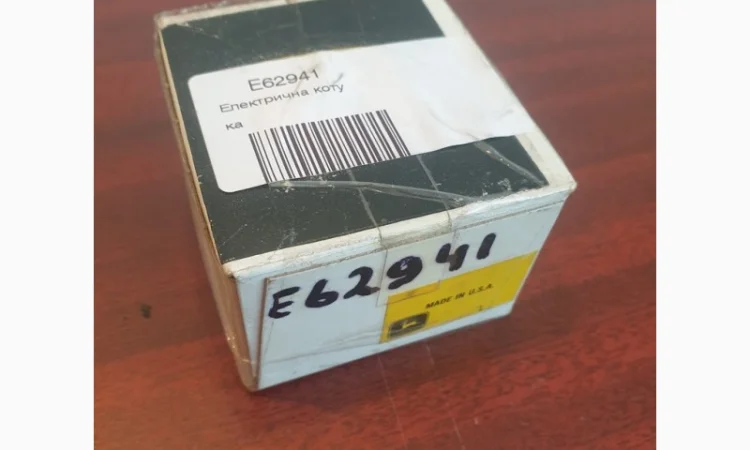 E62941
Електрична коту
ка
E62941
MADE IN U.S.A.